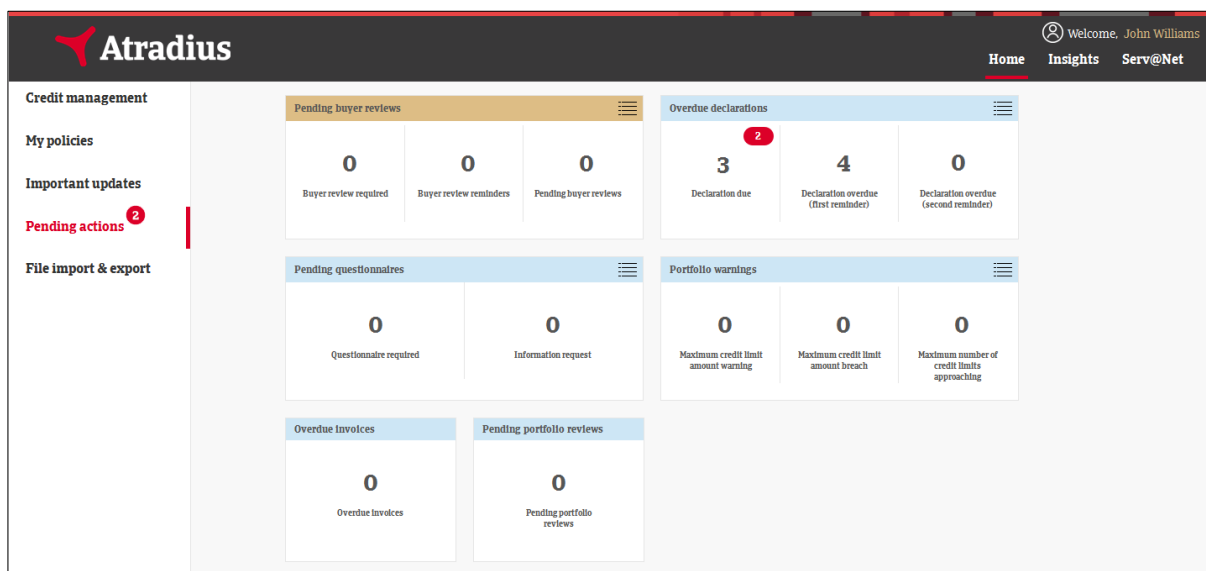 Atradius
Welcome, John Williams
Home Insights Serv@Net
Credit management
My policies
Important updates
Pending actions 2
File import & export
Pending buyer reviews
0
Buyer review required
0
Buyer review reminders
0
Pending buyer reviews
Overdue declarations
2
3
Declaration due
4
Declaration overdue
(first reminder)
0
Declaration overdue
(second reminder)
Pending questionnaires
0
Questionnaire required
0
Information request
Portfolio warnings
0
Maximum credit limit
amount warning
0
Maximum credit limit
amount breach
0
Maximum number of
credit limits
approaching
Overdue invoices
0
Overdue invoices
Pending portfolio reviews
0
Pending portfolio
reviews